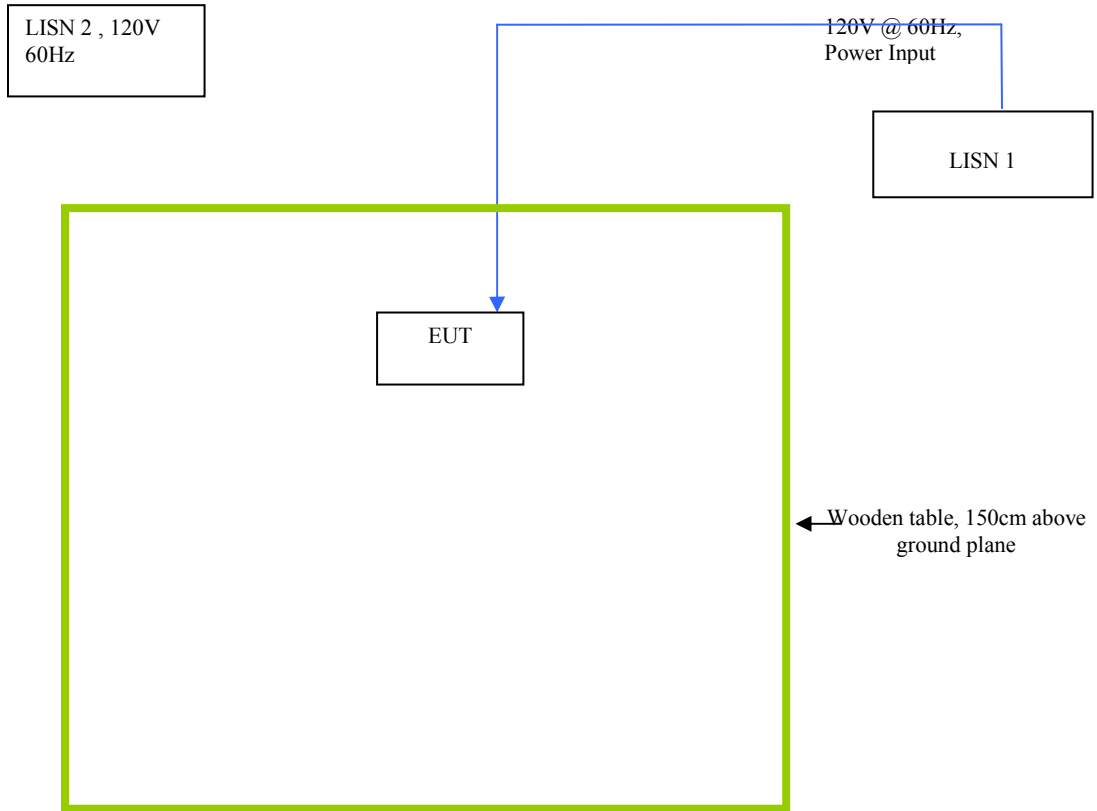 LISN 2 , 120V
60Hz
120V @ 60Hz,
Power Input
LISN 1
EUT
Wooden table, 150cm above
ground plane